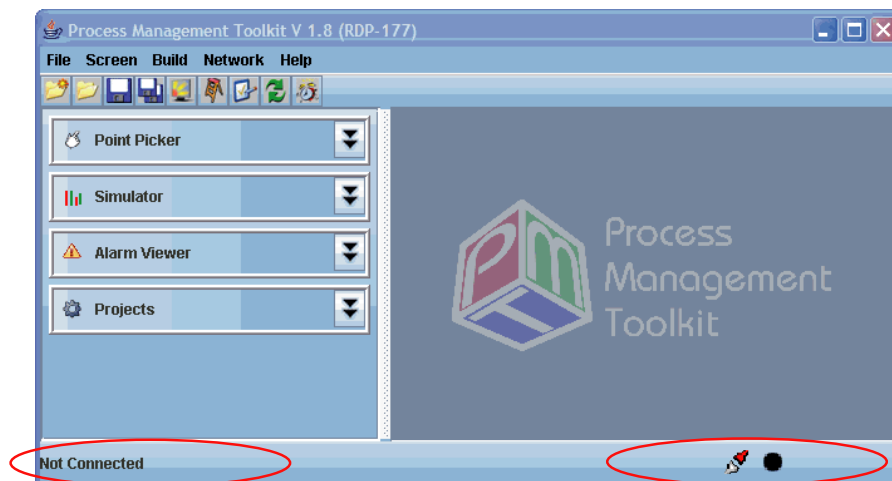 Process Management Toolkit V 1.8 (RDP-177)
File Screen Build Network Help
Point Picker
Simulator
Alarm Viewer
Projects
PMT
Process
Management
Toolkit
Not Connected